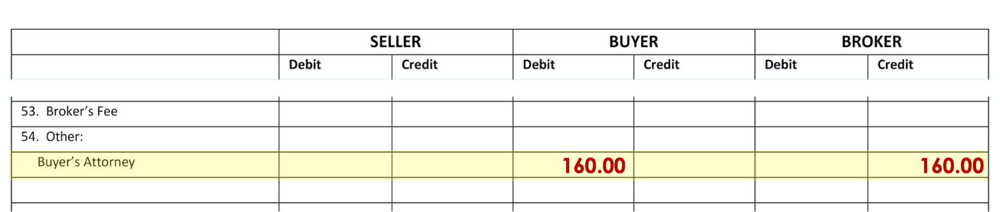 SELLER BUYER BROKER
Debit Credit Debit Credit Debit Credit
53. Broker’s Fee
54. Other:
Buyer’s Attorney 160.00 160.00